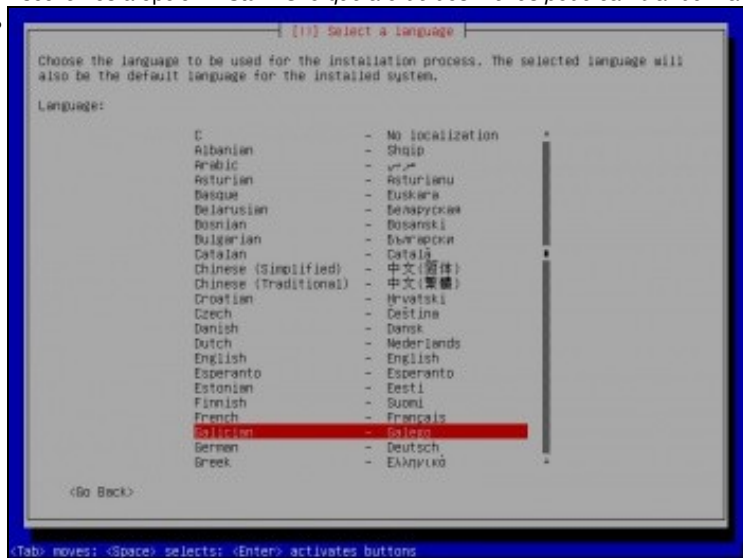 [!!] Select a language
Choose the language to be used for the installation process. The selected language will
also be the default language for the installed system.
Language:
C - No localization
Albanian - Shqip
Arabic - عربي
Asturian - Asturianu
Basque - Euskara
Belarusian - Беларуская
Bosnian - Bosanski
Bulgarian - Български
Catalan - Català
Chinese (Simplified) - 中文(简体)
Chinese (Traditional) - 中文(繁體)
Croatian - Hrvatski
Czech - Čeština
Danish - Dansk
Dutch - Nederlands
English - English
Esperanto - Esperanto
Estonian - Eesti
Finnish - Suomi
French - Français
Galician - Galego
German - Deutsch
Greek - Ελληνικά
<Go Back>
<Tab> moves; <Space> selects; <Enter> activates buttons